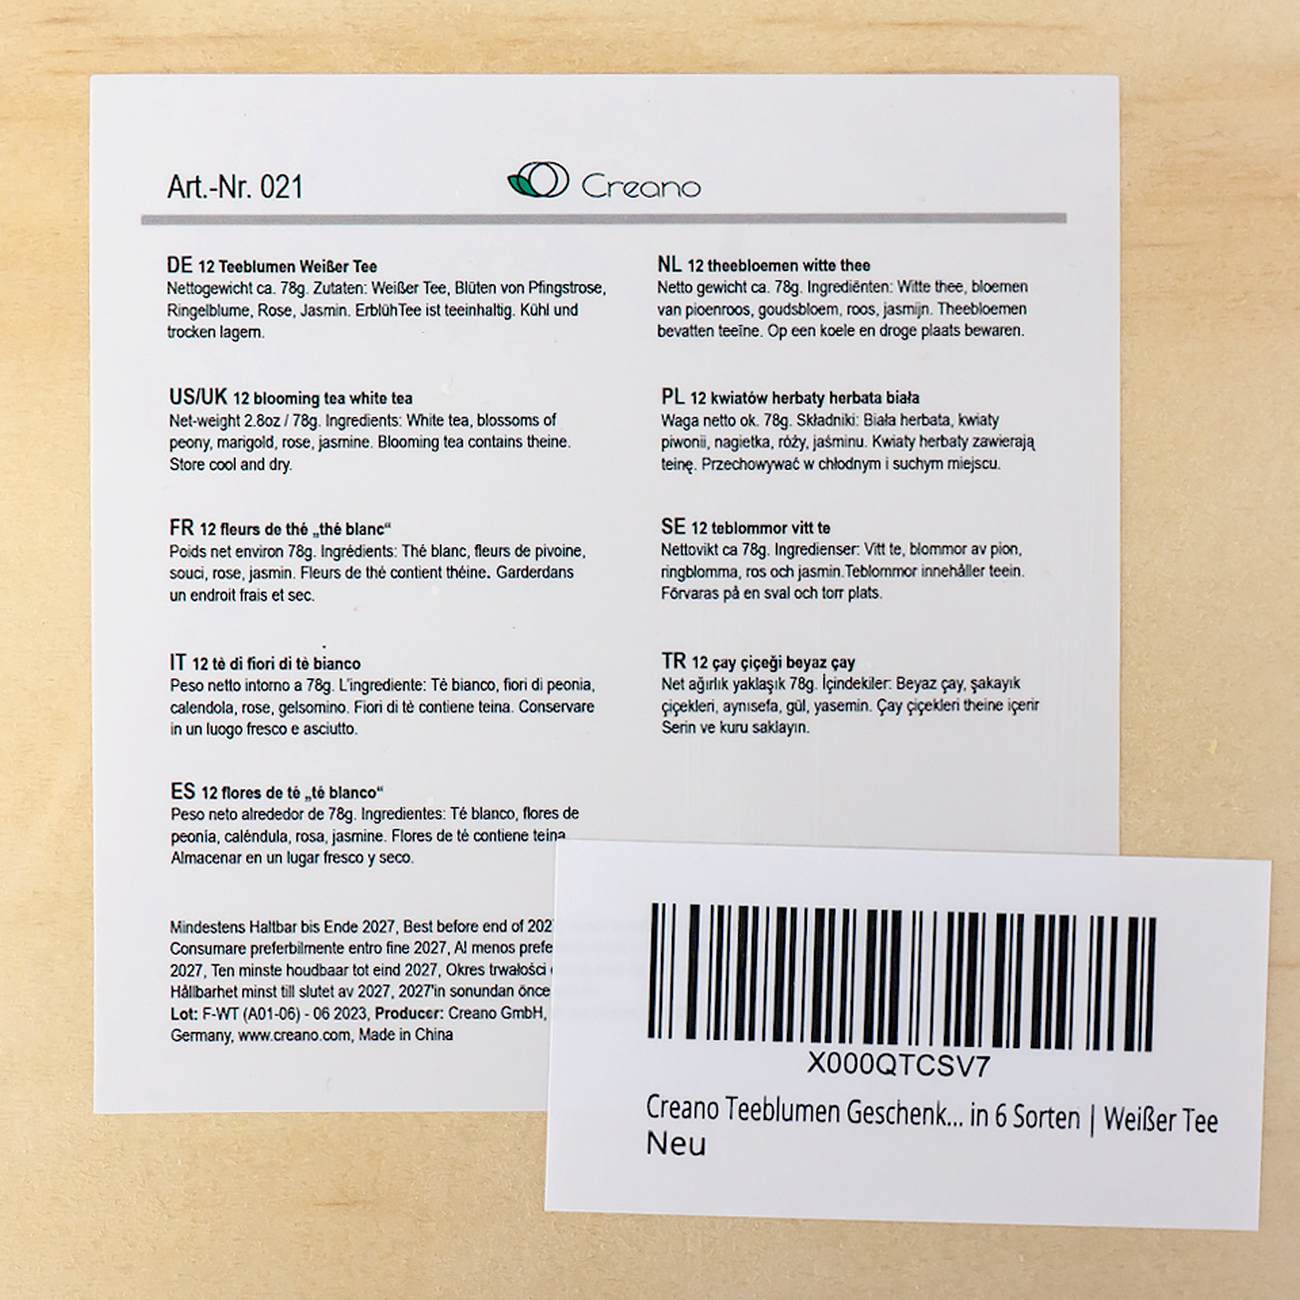 Art.-Nr. 021
Creano
DE 12 Teeblumen Weißer Tee
Nettogewicht ca. 78g. Zutaten: Weißer Tee, Blüten von Pfingstrose,
Ringelblume, Rose, Jasmin. ErblühTee ist teeinhaltig. Kühl und
trocken lagern.
US/UK 12 blooming tea white tea
Net-weight 2.8oz / 78g. Ingredients: White tea, blossoms of
peony, marigold, rose, jasmine. Blooming tea contains theine.
Store cool and dry.
FR 12 fleurs de thé „thé blanc“
Poids net environ 78g. Ingrédients: Thé blanc, fleurs de pivoine,
souci, rose, jasmin. Fleurs de thé contient théine. Garderdans
un endroit frais et sec.
IT 12 tè di fiori di tè bianco
Peso netto intorno a 78g. L'ingrediente: Tè bianco, fiori di peonia,
calendola, rose, gelsomino. Fiori di tè contiene teina. Conservare
in un luogo fresco e asciutto.
ES 12 flores de té „té blanco“
Peso neto alrededor de 78g. Ingredientes: Té blanco, flores de
peonía, caléndula, rosa, jasmine. Flores de té contiene teina
Almacenar en un lugar fresco y seco.
NL 12 theebloemen witte thee
Netto gewicht ca. 78g. Ingrediënten: Witte thee, bloemen
van pioenroos, goudsbloem, roos, jasmijn. Theebloemen
bevatten teeïne. Op een koele en droge plaats bewaren.
PL 12 kwiatów herbaty herbata biała
Waga netto ok. 78g. Składniki: Biała herbata, kwiaty
piwonii, nagietka, róży, jaśminu. Kwiaty herbaty zawierają
teinę. Przechowywać w chłodnym i suchym miejscu.
SE 12 teblommor vitt te
Nettovikt ca 78g. Ingredienser: Vitt te, blommor av pion,
ringblomma, ros och jasmin.Teblommor innehåller teein.
Förvaras på en sval och torr plats.
TR 12 çay çiçeği beyaz çay
Net ağırlık yaklaşık 78g. İçindekiler: Beyaz çay, şakayık
çiçekleri, aynısefa, gül, yasemin. Çay çiçekleri theine içerir
Serin ve kuru saklayın.
Mindestens Haltbar bis Ende 2027, Best before end of 202
Consumare preferbilmente entro fine 2027, Al menos prefe
2027, Ten minste houdbaar tot eind 2027, Okres trwałości
Hållbarhet minst till slutet av 2027, 2027'in sonundan önce
Lot: F-WT (A01-06) - 06 2023, Producer: Creano GmbH,
Germany, www.creano.com, Made in China
X000QTCSV7
Creano Teeblumen Geschenk... in 6 Sorten | Weißer Tee
Neu